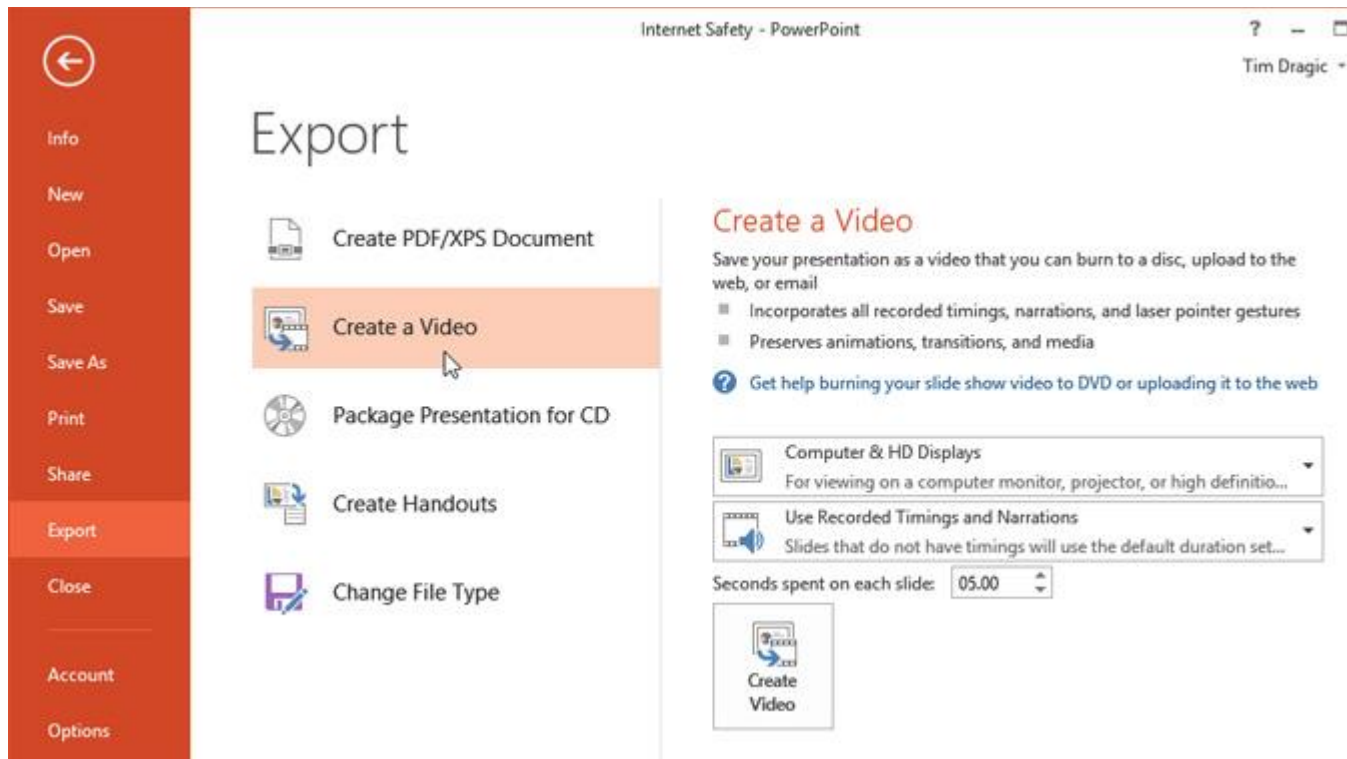 Internet Safety - PowerPoint
?
Tim Dragic
Info
New
Open
Save
Save As
Print
Share
Export
Close
Account
Options
Export
Create PDF/XPS Document
Create a Video
Package Presentation for CD
Create Handouts
Change File Type
Create a Video
Save your presentation as a video that you can burn to a disc, upload to the
web, or email
Incorporates all recorded timings, narrations, and laser pointer gestures
Preserves animations, transitions, and media
? Get help burning your slide show video to DVD or uploading it to the web
Computer & HD Displays
For viewing on a computer monitor, projector, or high definitio...
Use Recorded Timings and Narrations
Slides that do not have timings will use the default duration set...
Seconds spent on each slide: 05.00
Create
Video